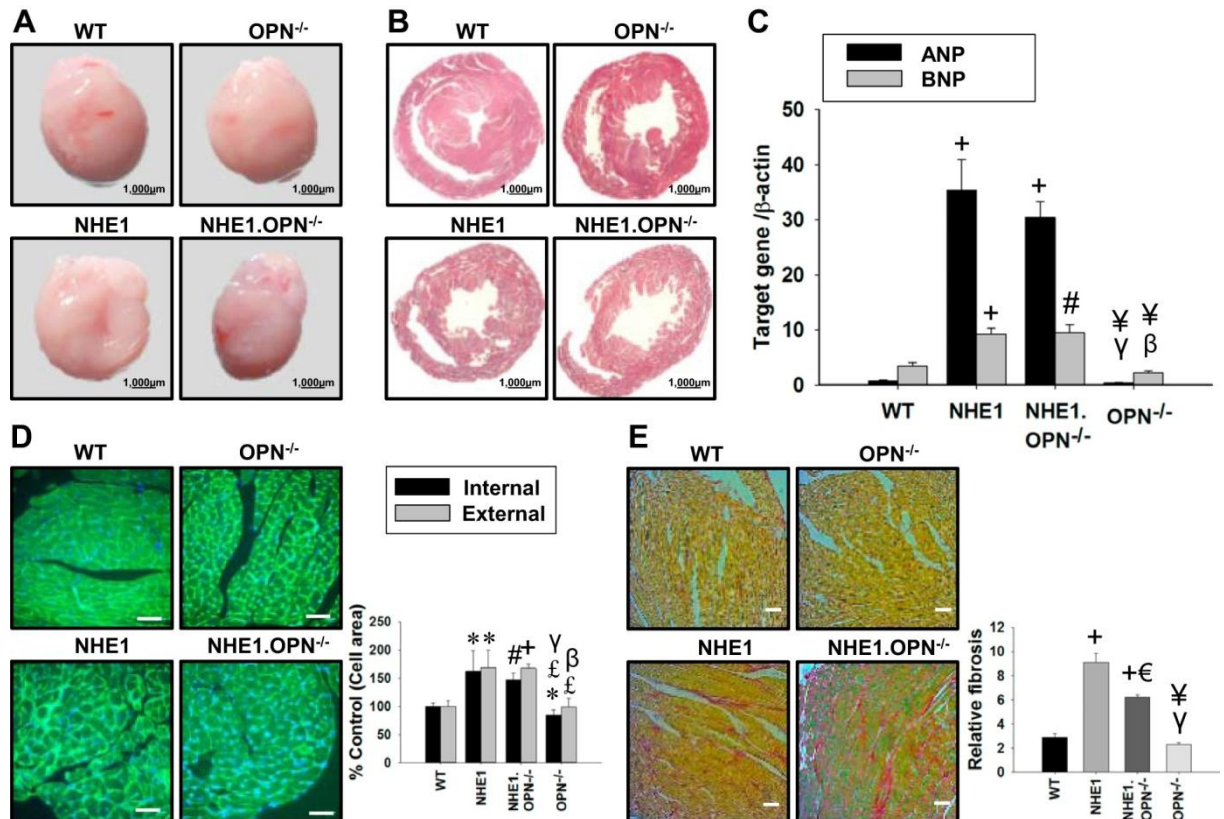 A
WT
OPN-/-
1,000µm
1,000µm
NHE1
NHE1.OPN-/-
1,000µm
1,000µm
B
WT
OPN-/-
1,000µm
1,000µm
NHE1
NHE1.OPN-/-
1,000µm
1,000µm
C
ANP
BNP
Target gene /β-actin
50
40
30
20
10
0
+
+
+
#
¥
γ
¥
β
WT
NHE1
NHE1.
OPN-/-
OPN-/-
D
WT
OPN-/-
NHE1
NHE1.OPN-/-
Internal
External
% Control (Cell area)
250
200
150
100
50
0
**
#+
γ
£
*
β
£
WT
NHE1
NHE1.
OPN-/-
OPN-/-
E
WT
OPN-/-
NHE1
NHE1.OPN-/-
Relative fibrosis
12
10
8
6
4
2
0
+
+€
¥
γ
WT
NHE1
NHE1.
OPN-/-
OPN-/-